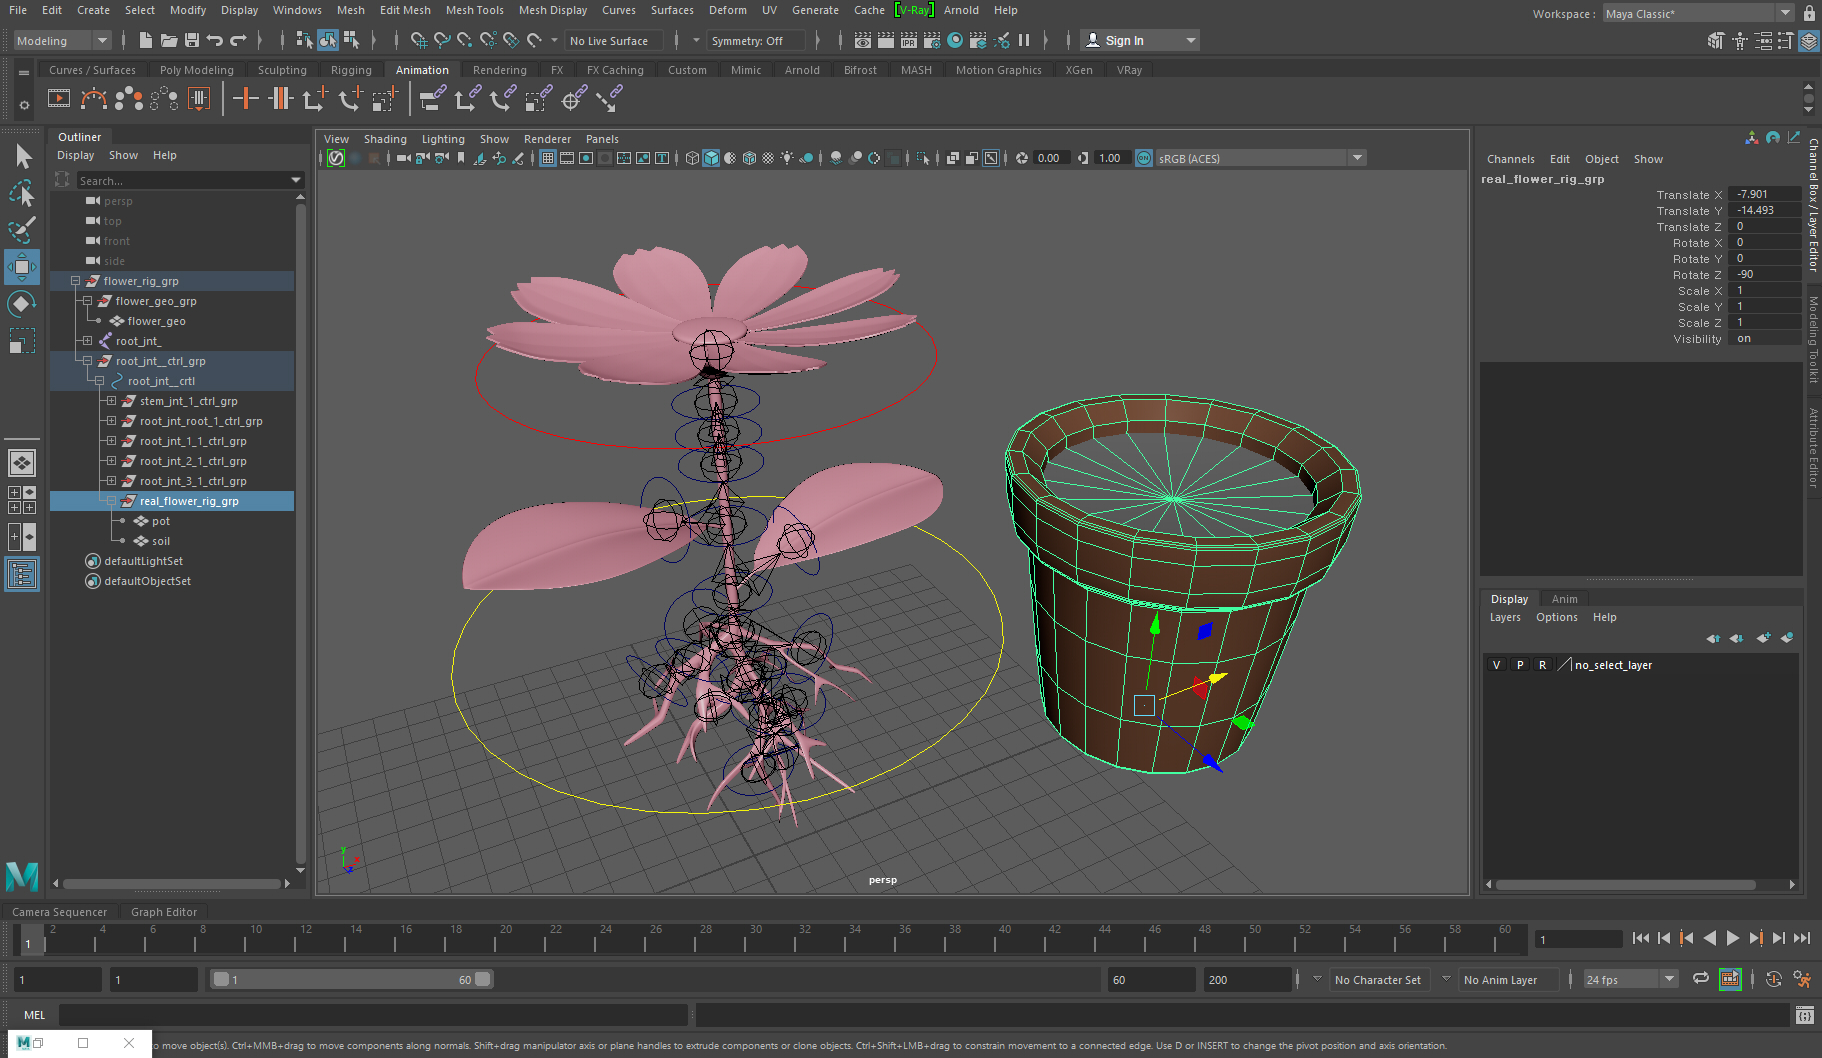 File Edit Create Select Modify Display Windows Mesh Edit Mesh Mesh Tools Mesh Display Curves Surfaces Deform UV Generate Cache [V-Ray] Arnold Help
Workspace : Maya Classic*
Modeling No Live Surface Symmetry: Off Sign In
Curves / Surfaces Poly Modeling Sculpting Rigging Animation Rendering FX FX Caching Custom Mimic Arnold Bifrost MASH Motion Graphics XGen VRay
Outliner
Display Show Help
Search...
persp
top
front
side
flower_rig_grp
flower_geo_grp
flower_geo
root_jnt_
root_jnt__ctrl_grp
root_jnt__crtl
stem_jnt_1_ctrl_grp
root_jnt_root_1_ctrl_grp
root_jnt_1_1_ctrl_grp
root_jnt_2_1_ctrl_grp
root_jnt_3_1_ctrl_grp
real_flower_rig_grp
pot
soil
defaultLightSet
defaultObjectSet
View Shading Lighting Show Renderer Panels
0.00 1.00 ON sRGB (ACES)
IPR
y
x
z
persp
Channels Edit Object Show
real_flower_rig_grp
Translate X -7.901
Translate Y -14.493
Translate Z 0
Rotate X 0
Rotate Y 0
Rotate Z -90
Scale X 1
Scale Y 1
Scale Z 1
Visibility on
Channel Box / Layer Editor
Modeling Toolkit
Attribute Editor
Display Anim
Layers Options Help
V P R no_select_layer
Camera Sequencer Graph Editor
1 2 4 6 8 10 12 14 16 18 20 22 24 26 28 30 32 34 36 38 40 42 44 46 48 50 52 54 56 58 60 1
1 1 1 60 60 200 No Character Set No Anim Layer 24 fps
MEL
M
to move object(s). Ctrl+MMB+drag to move components along normals. Shift+drag manipulator axis or plane handles to extrude components or clone objects. Ctrl+Shift+LMB+drag to constrain movement to a connected edge. Use D or INSERT to change the pivot position and axis orientation.